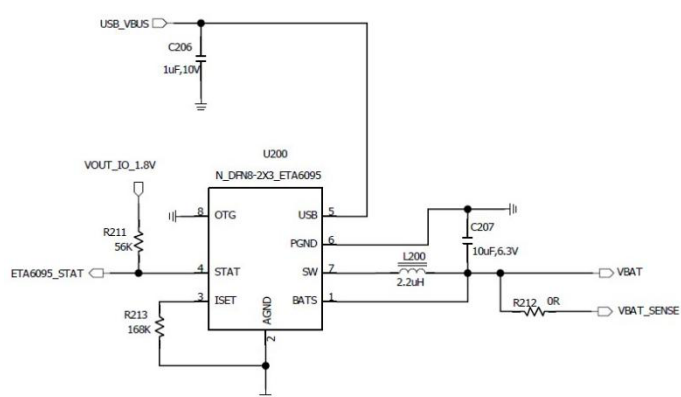 USB_VBUS
C206
1uF,10V
U200
N_DFN8-2X3_ETA6095
VOUT_IO_1.8V
8 OTG
USB 5
R211
56K
PGND 6
C207
10uF,6.3V
L200
ETA6095_STAT
4 STAT
SW 7
2.2uH
VBAT
3 ISET
BATS 1
R212 0R
VBAT_SENSE
R213
168K
AGND
2